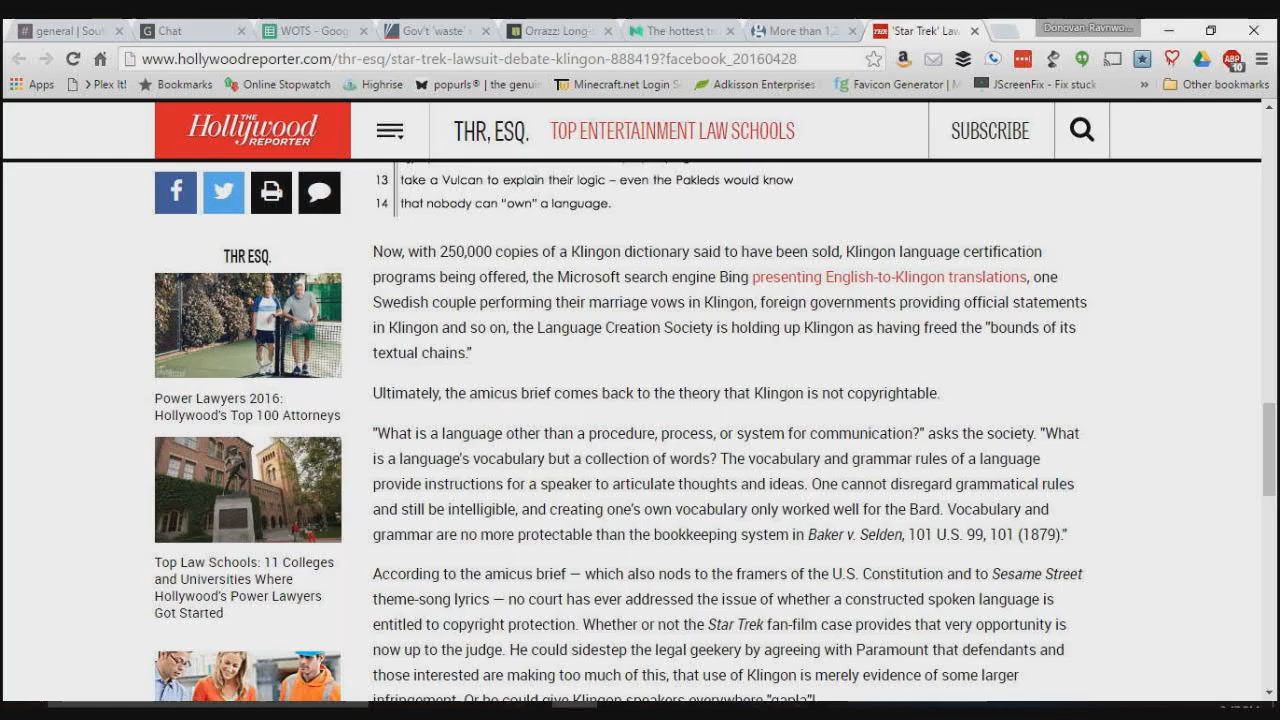 general | Sou
Chat
WOTS - Goog
Gov't 'waste'
Orrazz: Long-
The hottest t
More than 1,
'Star Trek' Law
Donovan-Ravnwo...
www.hollywoodreporter.com/thr-esq/star-trek-lawsuit-debate-klingon-888419?facebook_20160428
Apps
> Plex It!
Bookmarks
Online Stopwatch
Highrise
popurls® | the genui
Minecraft.net Login S
Adkisson Enterprises
Favicon Generator |
JScreenFix - Fix stuck
»
Other bookmarks
THE Hollywood REPORTER
THR, ESQ.
TOP ENTERTAINMENT LAW SCHOOLS
SUBSCRIBE
13 take a Vulcan to explain their logic – even the Pakleds would know
14 that nobody can "own" a language.
THR ESQ.
Power Lawyers 2016:
Hollywood's Top 100 Attorneys
Top Law Schools: 11 Colleges
and Universities Where
Hollywood's Power Lawyers
Got Started
Now, with 250,000 copies of a Klingon dictionary said to have been sold, Klingon language certification
programs being offered, the Microsoft search engine Bing presenting English-to-Klingon translations, one
Swedish couple performing their marriage vows in Klingon, foreign governments providing official statements
in Klingon and so on, the Language Creation Society is holding up Klingon as having freed the "bounds of its
textual chains."
Ultimately, the amicus brief comes back to the theory that Klingon is not copyrightable.
"What is a language other than a procedure, process, or system for communication?" asks the society. "What
is a language's vocabulary but a collection of words? The vocabulary and grammar rules of a language
provide instructions for a speaker to articulate thoughts and ideas. One cannot disregard grammatical rules
and still be intelligible, and creating one's own vocabulary only worked well for the Bard. Vocabulary and
grammar are no more protectable than the bookkeeping system in Baker v. Selden, 101 U.S. 99, 101 (1879)."
According to the amicus brief — which also nods to the framers of the U.S. Constitution and to Sesame Street
theme-song lyrics — no court has ever addressed the issue of whether a constructed spoken language is
entitled to copyright protection. Whether or not the Star Trek fan-film case provides that very opportunity is
now up to the judge. He could sidestep the legal geekery by agreeing with Paramount that defendants and
those interested are making too much of this, that use of Klingon is merely evidence of some larger
infringement. Or he could give Klingon speakers everywhere "qapla"!